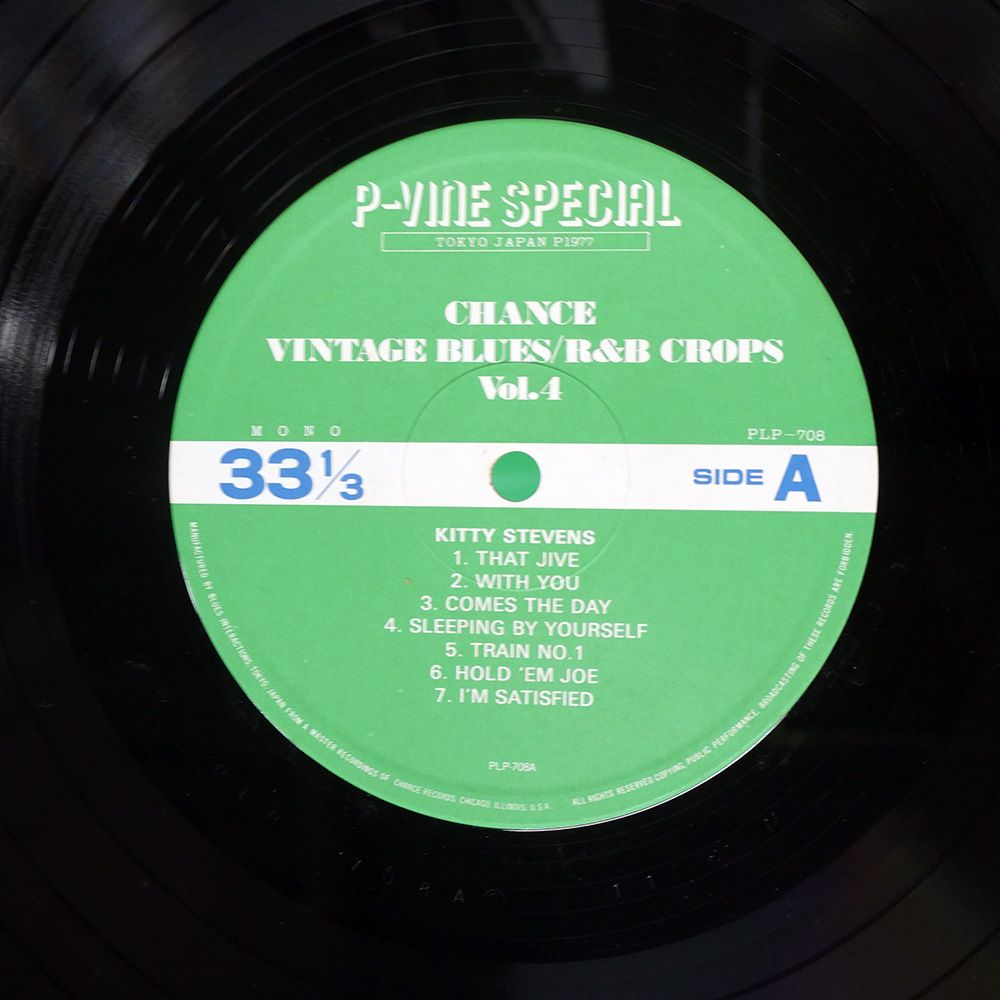 P-VINE SPECIAL
TOKYO JAPAN P1977
CHANCE
VINTAGE BLUES/R&B CROPS
Vol.4
MONO
PLP-708
33 1/3
SIDE A
KITTY STEVENS
1. THAT JIVE
2. WITH YOU
3. COMES THE DAY
4. SLEEPING BY YOURSELF
5. TRAIN NO.1
6. HOLD 'EM JOE
7. I'M SATISFIED
PLP-708A
MANUFACTURED BY BLUES INTERACTIONS, TOKYO, JAPAN FROM A MASTER RECORDINGS OF CHANCE RECORDS, CHICAGO, ILLINOIS, U.S.A.
ALL RIGHTS RESERVED COPYING, PUBLIC PERFORMANCE, BROADCASTING OF THESE RECORDS ARE FORBIDDEN.
708A